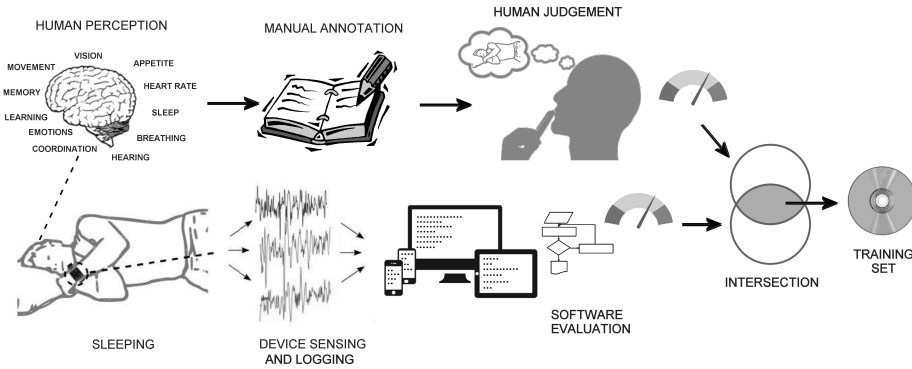 HUMAN PERCEPTION
MANUAL ANNOTATION
HUMAN JUDGEMENT
VISION
MOVEMENT
APPETITE
MEMORY
HEART RATE
LEARNING
SLEEP
EMOTIONS
BREATHING
COORDINATION
HEARING
SLEEPING
DEVICE SENSING
AND LOGGING
SOFTWARE
EVALUATION
INTERSECTION
TRAINING
SET